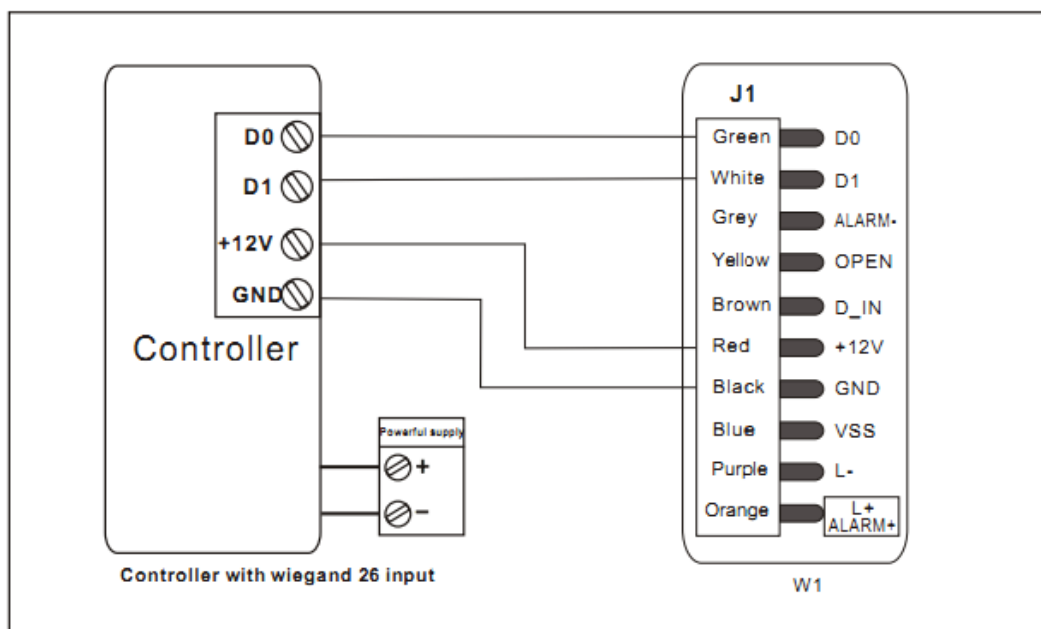 J1
D0
Green
D0
D1
White
D1
Grey
ALARM-
+12V
Yellow
OPEN
GND
Brown
D_IN
Controller
Red
+12V
Black
GND
Powerful supply
Blue
VSS
+
Purple
L-
−
Orange
L+
ALARM+
Controller with wiegand 26 input
W1